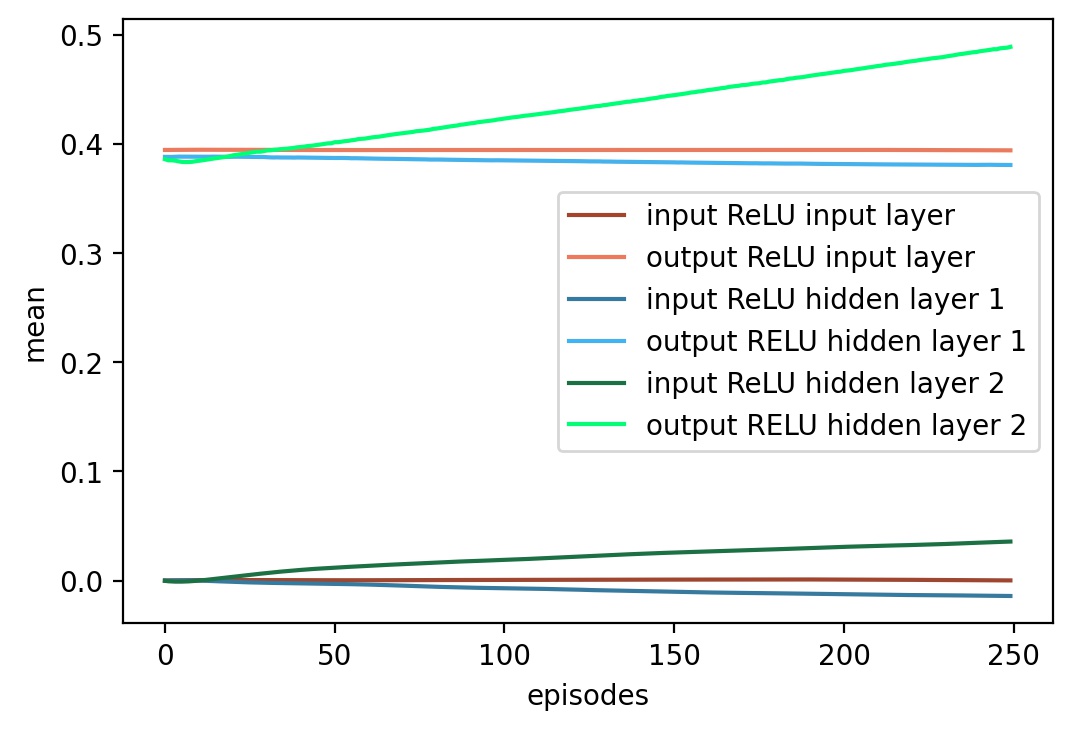 0.5
0.4
0.3
0.2
0.1
0.0
mean
input ReLU input layer
output ReLU input layer
input ReLU hidden layer 1
output RELU hidden layer 1
input ReLU hidden layer 2
output RELU hidden layer 2
0 50 100 150 200 250
episodes